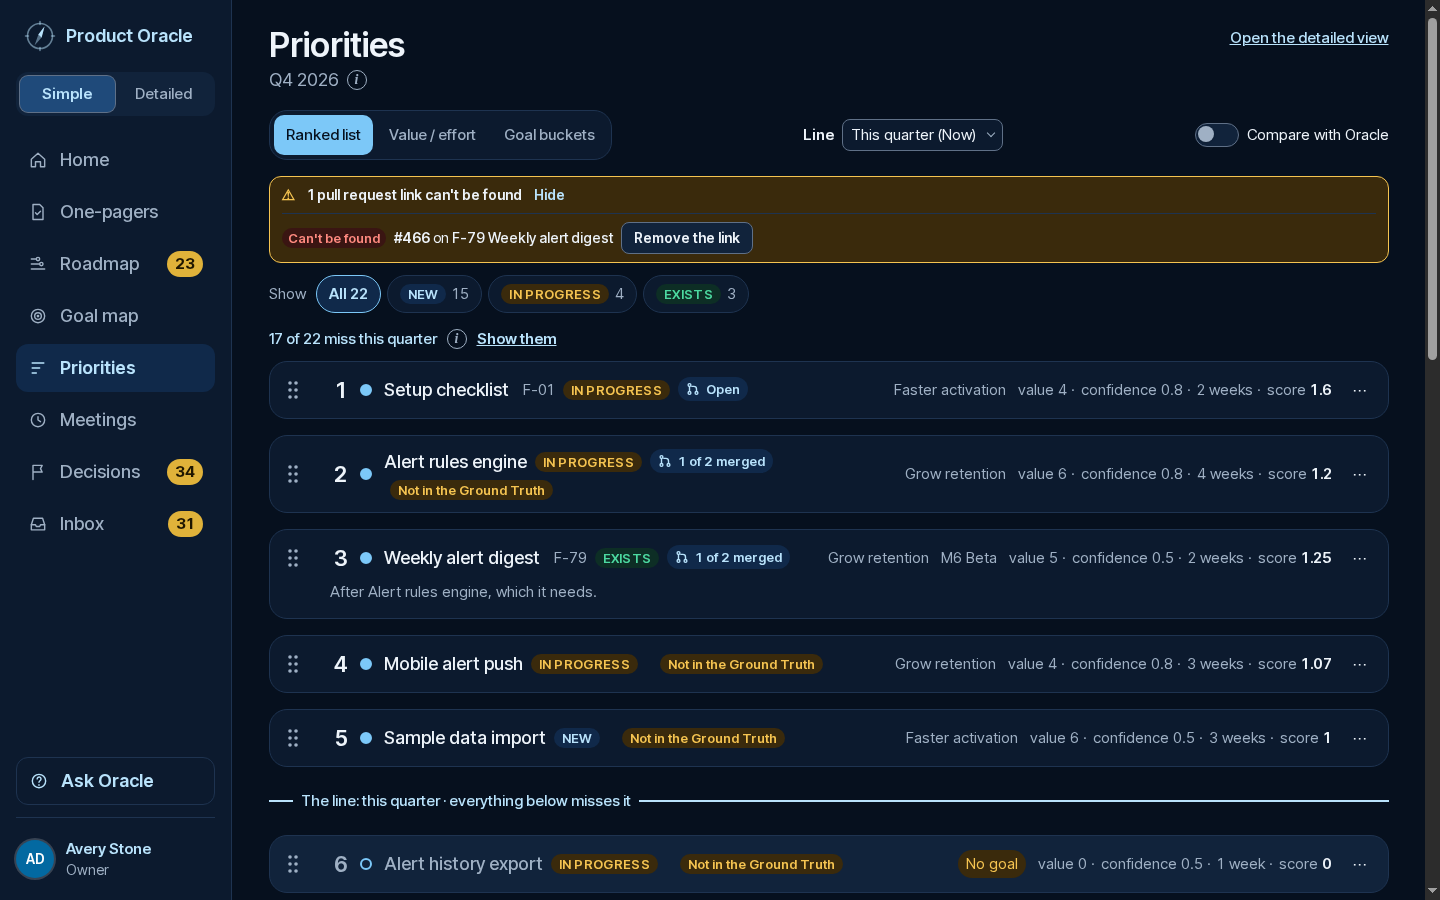 Product Oracle
Simple Detailed
Home
One-pagers
Roadmap 23
Goal map
Priorities
Meetings
Decisions 34
Inbox 31
Ask Oracle
AD Avery Stone
Owner
Priorities
Open the detailed view
Q4 2026 i
Ranked list Value / effort Goal buckets Line This quarter (Now) Compare with Oracle
⚠ 1 pull request link can't be found Hide
Can't be found #466 on F-79 Weekly alert digest Remove the link
Show All 22 NEW 15 IN PROGRESS 4 EXISTS 3
17 of 22 miss this quarter i Show them
1 Setup checklist F-01 IN PROGRESS Open Faster activation value 4 · confidence 0.8 · 2 weeks · score 1.6 ···
2 Alert rules engine IN PROGRESS 1 of 2 merged Grow retention value 6 · confidence 0.8 · 4 weeks · score 1.2 ···
Not in the Ground Truth
3 Weekly alert digest F-79 EXISTS 1 of 2 merged Grow retention M6 Beta value 5 · confidence 0.5 · 2 weeks · score 1.25 ···
After Alert rules engine, which it needs.
4 Mobile alert push IN PROGRESS Not in the Ground Truth Grow retention value 4 · confidence 0.8 · 3 weeks · score 1.07 ···
5 Sample data import NEW Not in the Ground Truth Faster activation value 6 · confidence 0.5 · 3 weeks · score 1 ···
The line: this quarter · everything below misses it
6 Alert history export IN PROGRESS Not in the Ground Truth No goal value 0 · confidence 0.5 · 1 week · score 0 ···